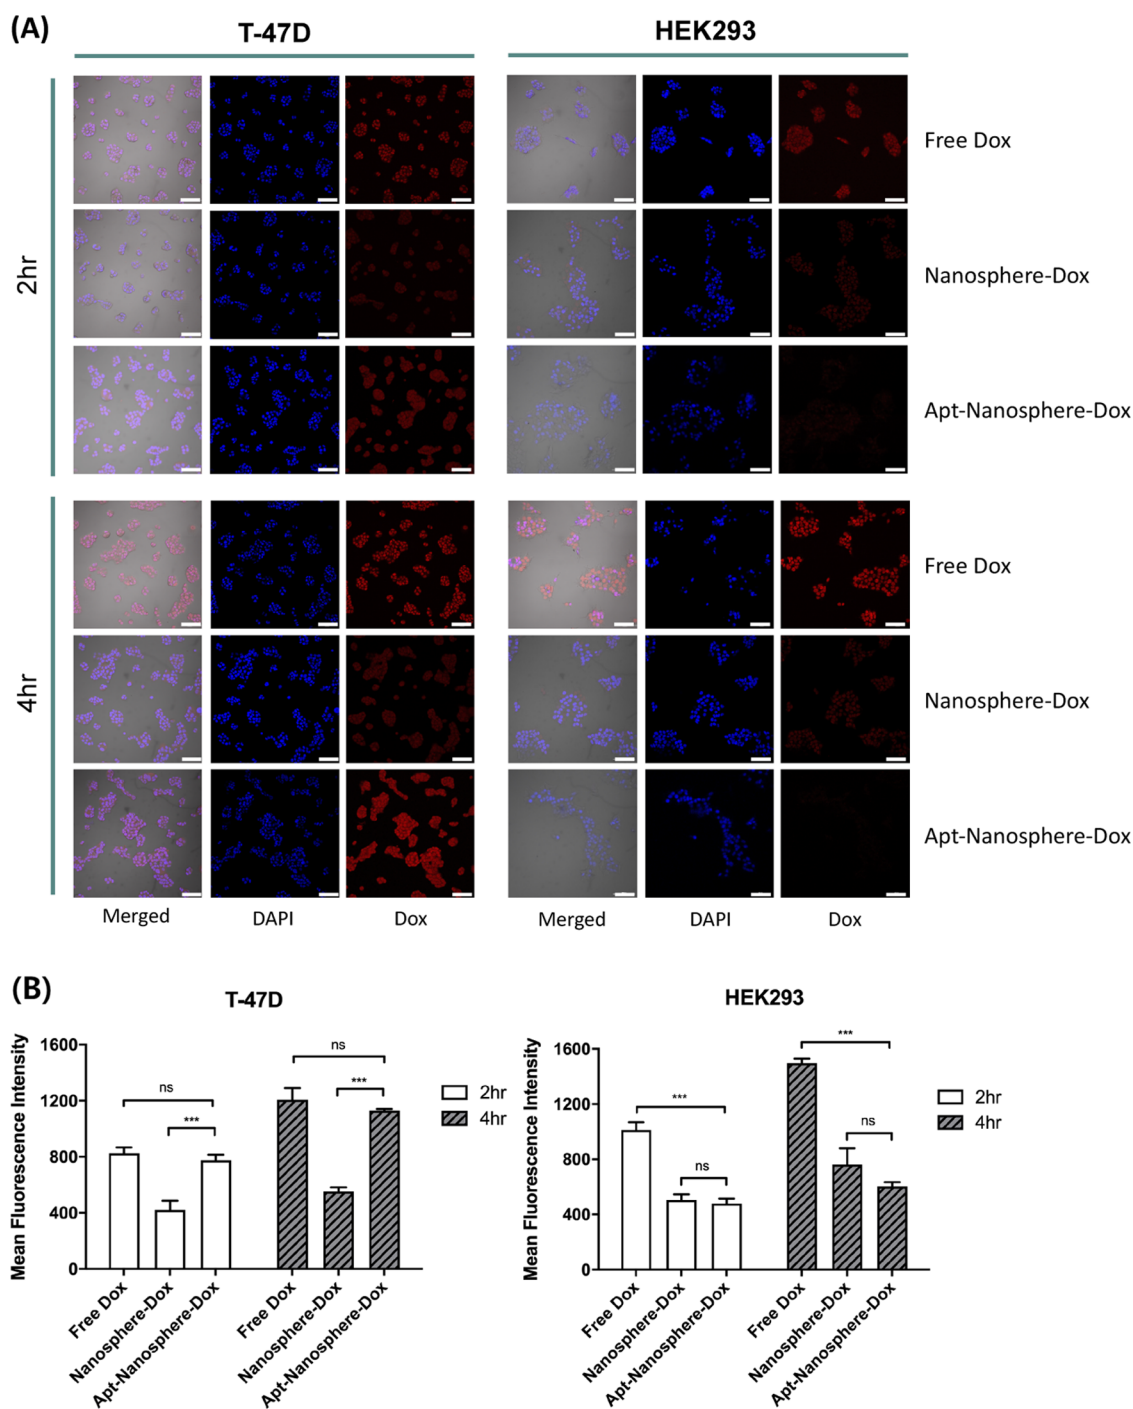 (A)
T-47D
HEK293
2hr
Free Dox
Nanosphere-Dox
Apt-Nanosphere-Dox
4hr
Free Dox
Nanosphere-Dox
Apt-Nanosphere-Dox
Merged
DAPI
Dox
Merged
DAPI
Dox
(B)
T-47D
Mean Fluorescence Intensity
1600
1200
800
400
0
ns
***
ns
***
2hr
4hr
Free Dox
Nanosphere-Dox
Apt-Nanosphere-Dox
Free Dox
Nanosphere-Dox
Apt-Nanosphere-Dox
HEK293
Mean Fluorescence Intensity
1600
1200
800
400
0
***
ns
***
ns
2hr
4hr
Free Dox
Nanosphere-Dox
Apt-Nanosphere-Dox
Free Dox
Nanosphere-Dox
Apt-Nanosphere-Dox